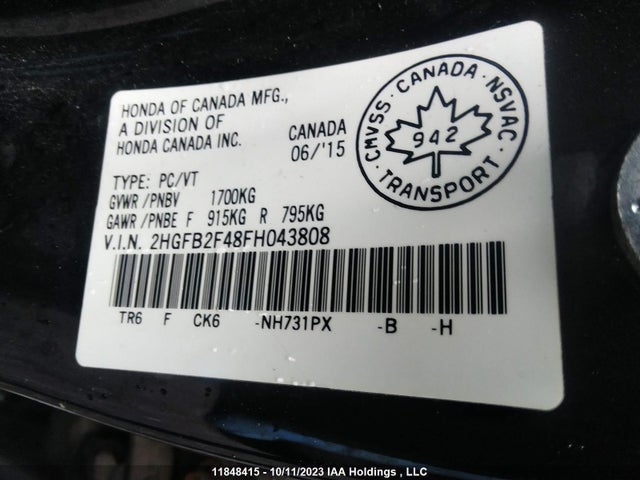 HONDA OF CANADA MFG.,
A DIVISION OF
HONDA CANADA INC.
CANADA
06/'15
TYPE: PC/VT
GVWR/PNBV 1700KG
GAWR/PNBE F 915KG R 795KG
V.I.N. 2HGFB2F48FH043808
TR6 F CK6 -NH731PX -B -H
CMVSS · CANADA · NSVAC
942
· TRANSPORT ·
11848415 - 10/11/2023 IAA Holdings , LLC